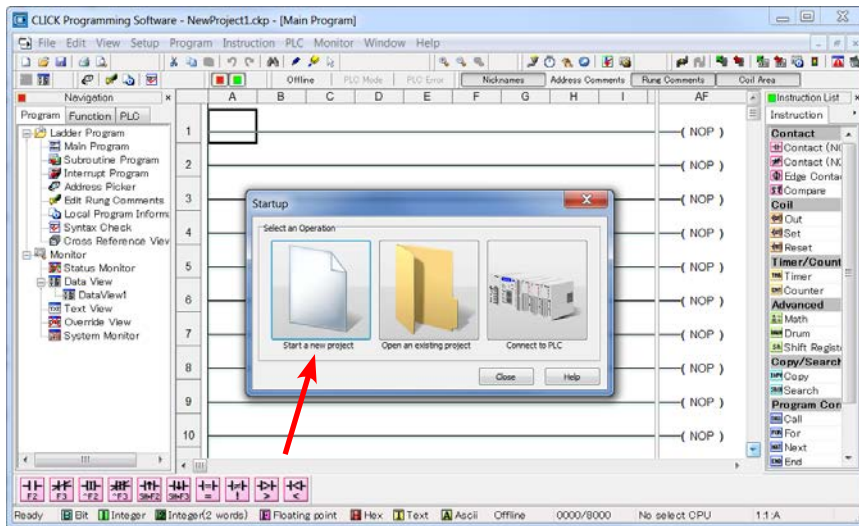 CLICK Programming Software - NewProject1.ckp - [Main Program]
File Edit View Setup Program Instruction PLC Monitor Window Help
Offline PLC Mode PLC Error Nicknames Address Comments Rung Comments Coil Area
Navigation
Program Function PLC
Ladder Program
Main Program
Subroutine Program
Interrupt Program
Address Picker
Edit Rung Comments
Local Program Inform
Syntax Check
Cross Reference View
Monitor
Status Monitor
Data View
DataView1
Text View
Override View
System Monitor
A B C D E F G H I AF
1 ( NOP )
2 ( NOP )
3 ( NOP )
4 ( NOP )
5 ( NOP )
6 ( NOP )
7 ( NOP )
8 ( NOP )
9 ( NOP )
10 ( NOP )
Startup
Select an Operation
Start a new project Open an existing project Connect to PLC
Close Help
Instruction List
Instruction
Contact
Contact (NO
Contact (NC
Edge Conta
Compare
Coil
Out
Set
Reset
Timer/Count
Timer
Counter
Advanced
Math
Drum
Shift Regist
Copy/Search
Copy
Search
Program Con
Call
For
Next
End
F2 F3 ^F2 ^F3 Sh+F2 Sh+F3 = ! > <
Ready Bit Integer Integer(2 words) Floating point Hex Text Ascii Offline 0000/8000 No select CPU 1:1:A